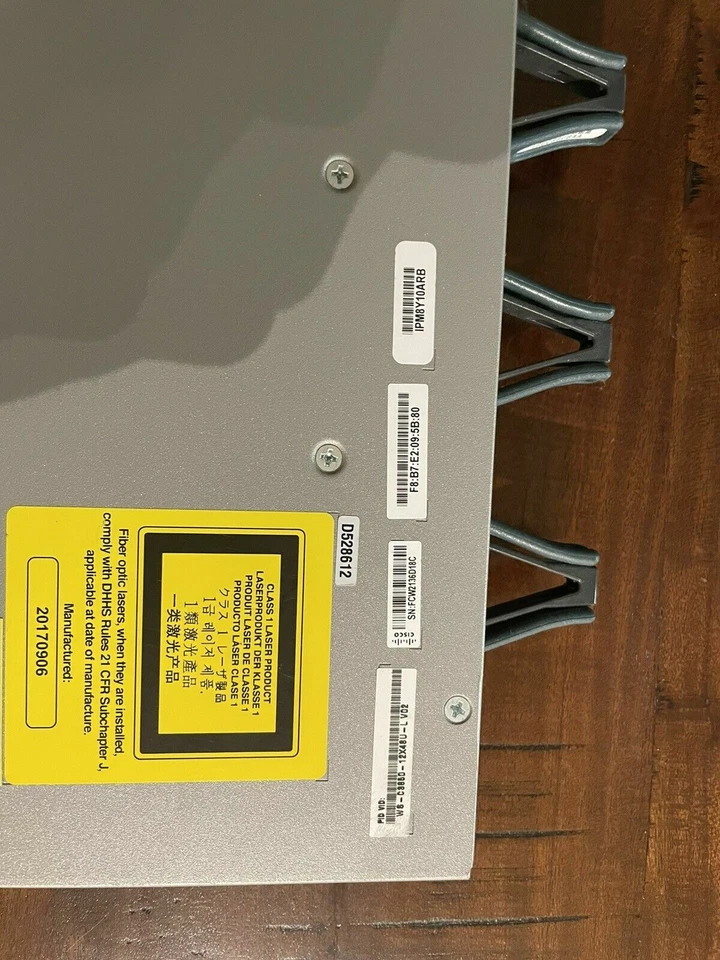 IPM8Y10ARB
F8:B7:E2:09:5B:80
SN:FCW2136D18C
CISCO
PID VID:
WS-C3850-12X48U-L V02
D528612
CLASS 1 LASER PRODUCT
LASERPRODUKT DER KLASSE 1
PRODUIT LASER DE CLASSE 1
PRODUCTO LASER CLASE 1
クラス 1 レーザ製品
1급 레이저 제품.
1類激光產品
一类激光产品
Fiber optic lasers, when they are installed,
comply with DHHS Rules 21 CFR Subchapter J,
applicable at date of manufacture.
Manufactured:
20170906